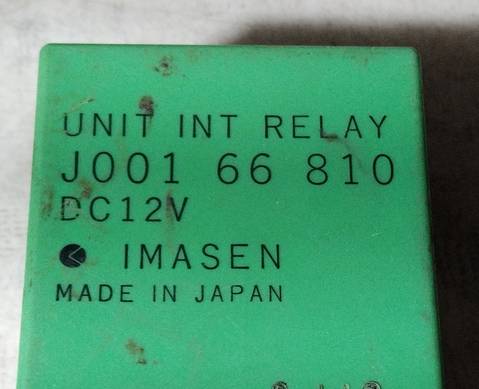 UNIT INT RELAY
J001 66 810
DC12V
IMASEN
MADE IN JAPAN